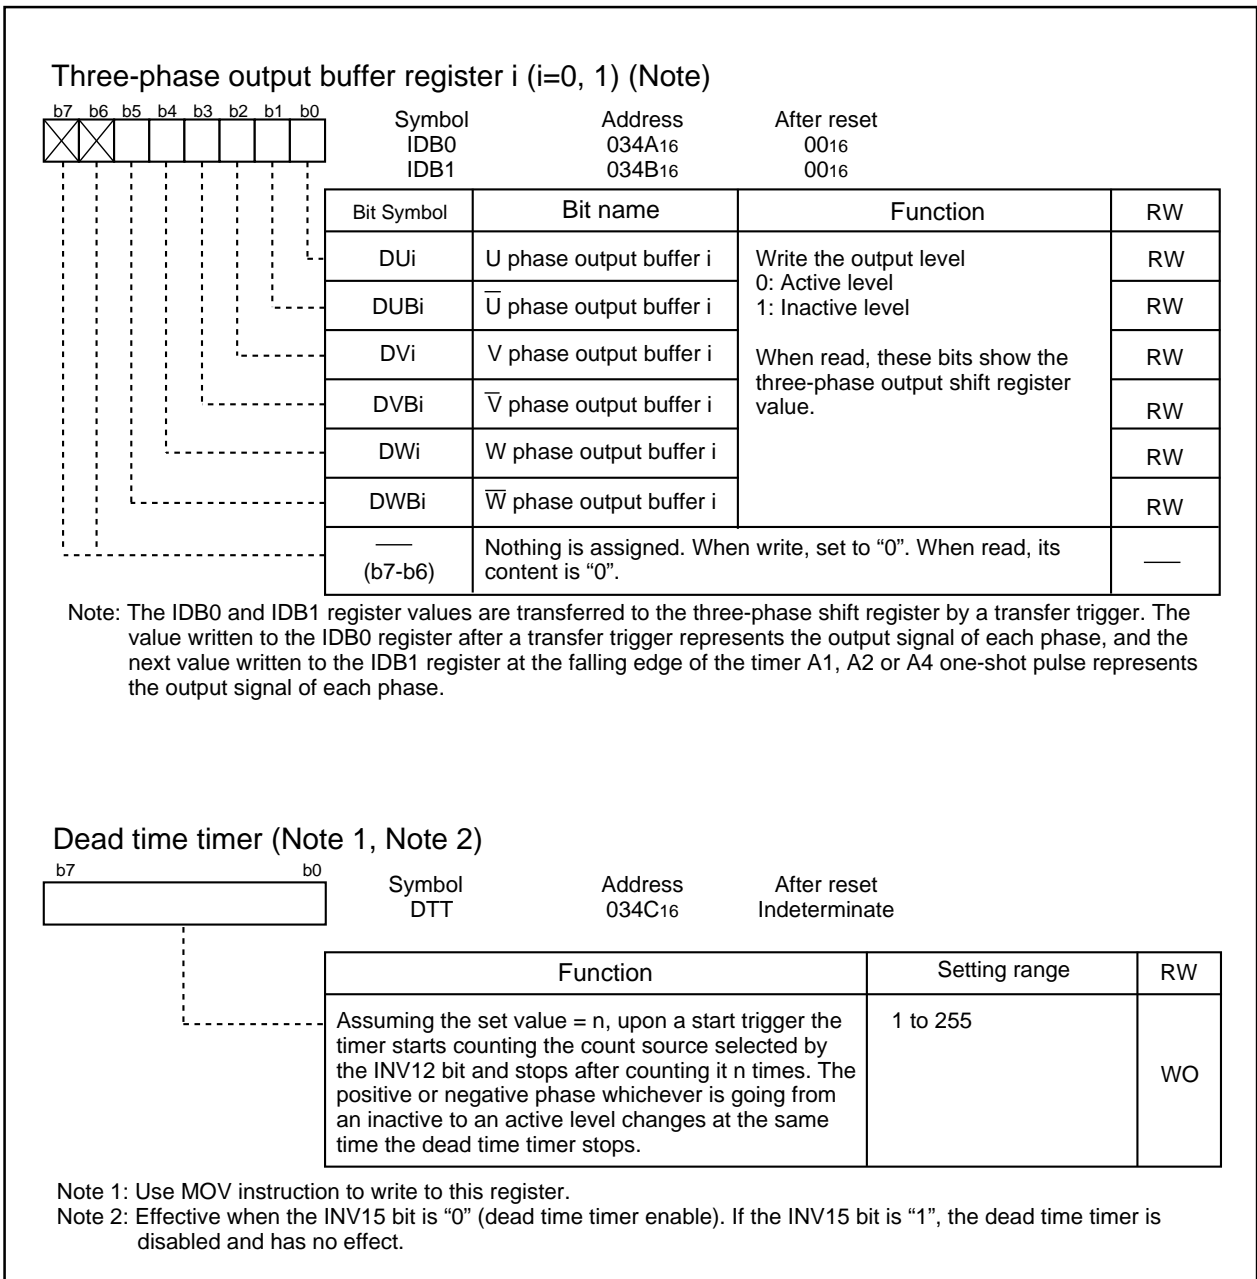 Three-phase output buffer register i (i=0, 1) (Note)
b7 b6 b5 b4 b3 b2 b1 b0
Symbol Address After reset
IDB0 034A16 0016
IDB1 034B16 0016
Bit Symbol Bit name Function RW
DUi U phase output buffer i Write the output level RW
0: Active level
DUBi U̅ phase output buffer i 1: Inactive level RW
DVi V phase output buffer i When read, these bits show the RW
three-phase output shift register
DVBi V̅ phase output buffer i value. RW
DWi W phase output buffer i RW
DWBi W̅ phase output buffer i RW
— Nothing is assigned. When write, set to “0”. When read, its —
(b7-b6) content is “0”.
Note: The IDB0 and IDB1 register values are transferred to the three-phase shift register by a transfer trigger. The
value written to the IDB0 register after a transfer trigger represents the output signal of each phase, and the
next value written to the IDB1 register at the falling edge of the timer A1, A2 or A4 one-shot pulse represents
the output signal of each phase.
Dead time timer (Note 1, Note 2)
b7 b0
Symbol Address After reset
DTT 034C16 Indeterminate
Function Setting range RW
Assuming the set value = n, upon a start trigger the 1 to 255
timer starts counting the count source selected by
the INV12 bit and stops after counting it n times. The WO
positive or negative phase whichever is going from
an inactive to an active level changes at the same
time the dead time timer stops.
Note 1: Use MOV instruction to write to this register.
Note 2: Effective when the INV15 bit is “0” (dead time timer enable). If the INV15 bit is “1”, the dead time timer is
disabled and has no effect.